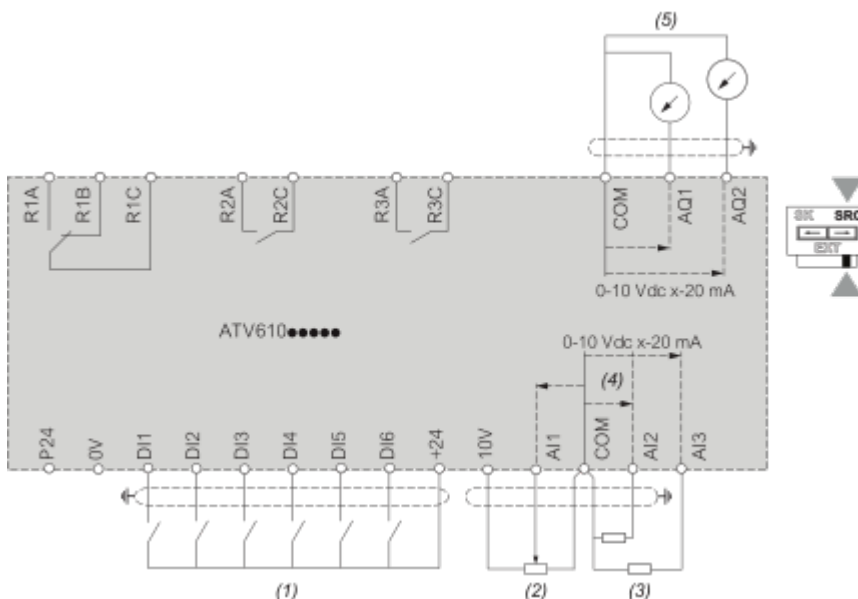 (5)
R1A
R1B
R1C
R2A
R2C
R3A
R3C
COM
AQ1
AQ2
SK SRC
EXT
0-10 Vdc x-20 mA
ATV610●●●●●
0-10 Vdc x-20 mA
(4)
P24
0V
DI1
DI2
DI3
DI4
DI5
DI6
+24
10V
AI1
COM
AI2
AI3
(1)
(2)
(3)